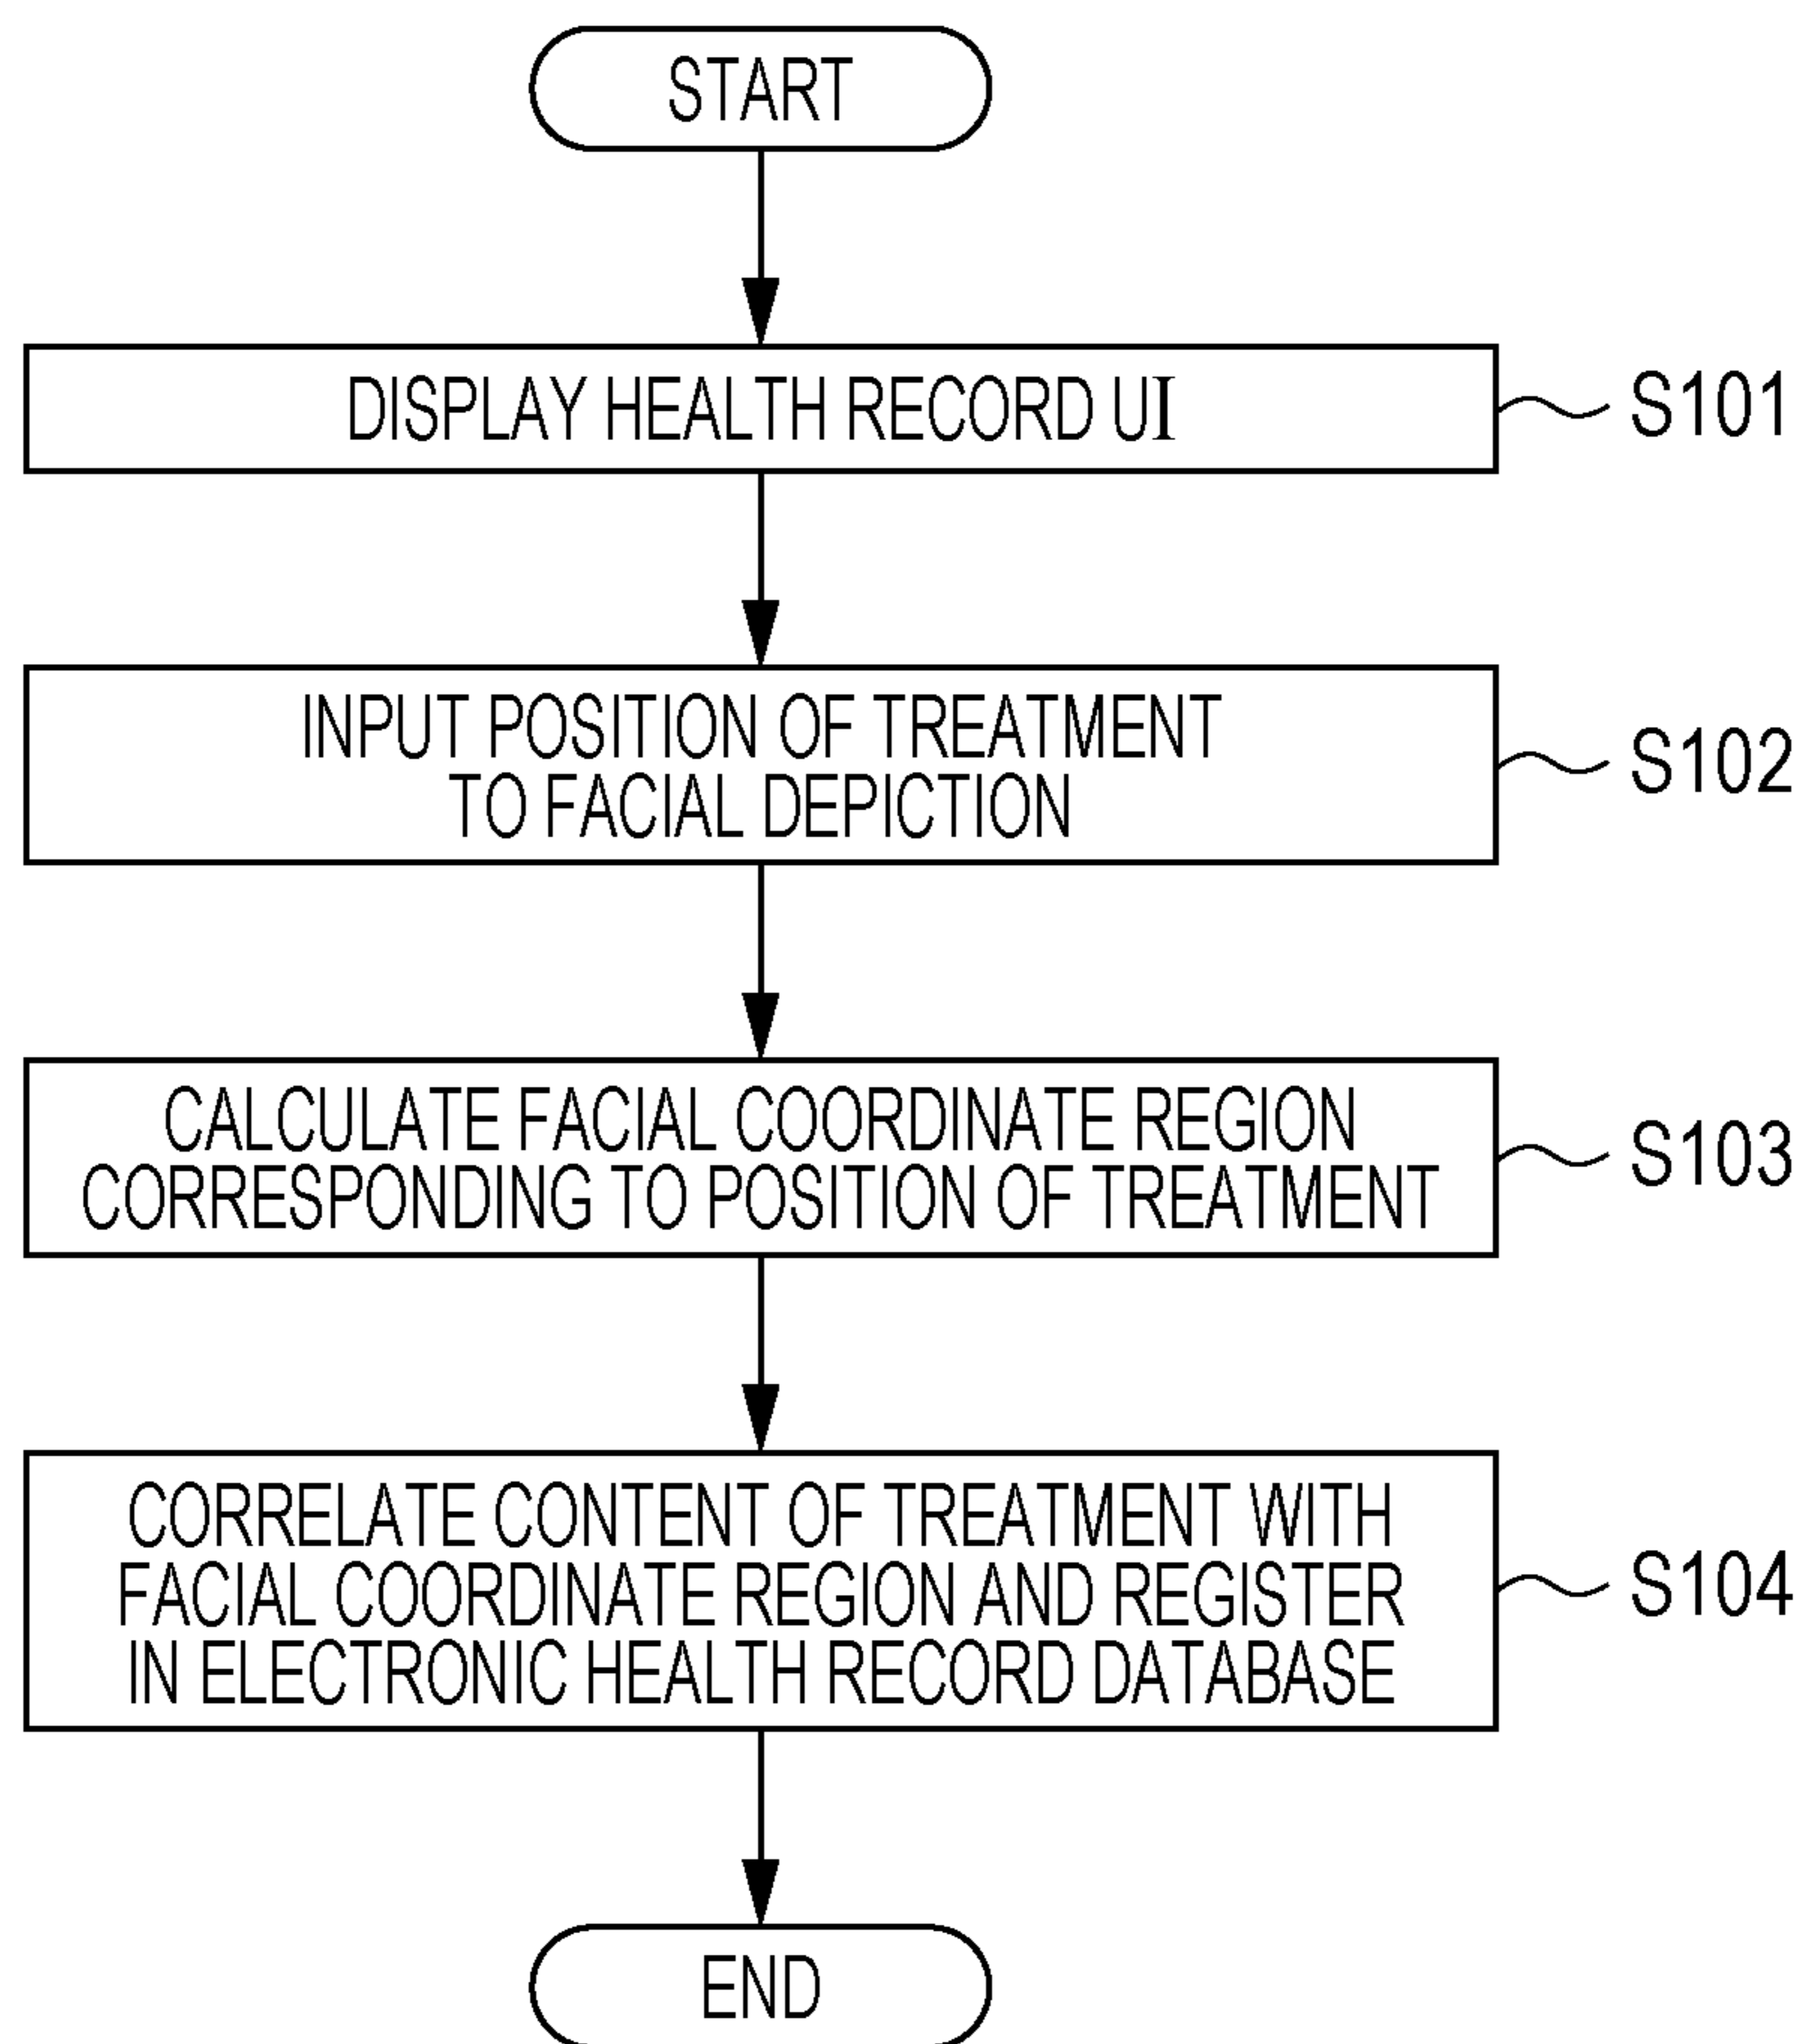 START
DISPLAY HEALTH RECORD UI
S101
INPUT POSITION OF TREATMENT
TO FACIAL DEPICTION
S102
CALCULATE FACIAL COORDINATE REGION
CORRESPONDING TO POSITION OF TREATMENT
S103
CORRELATE CONTENT OF TREATMENT WITH
FACIAL COORDINATE REGION AND REGISTER
IN ELECTRONIC HEALTH RECORD DATABASE
S104
END